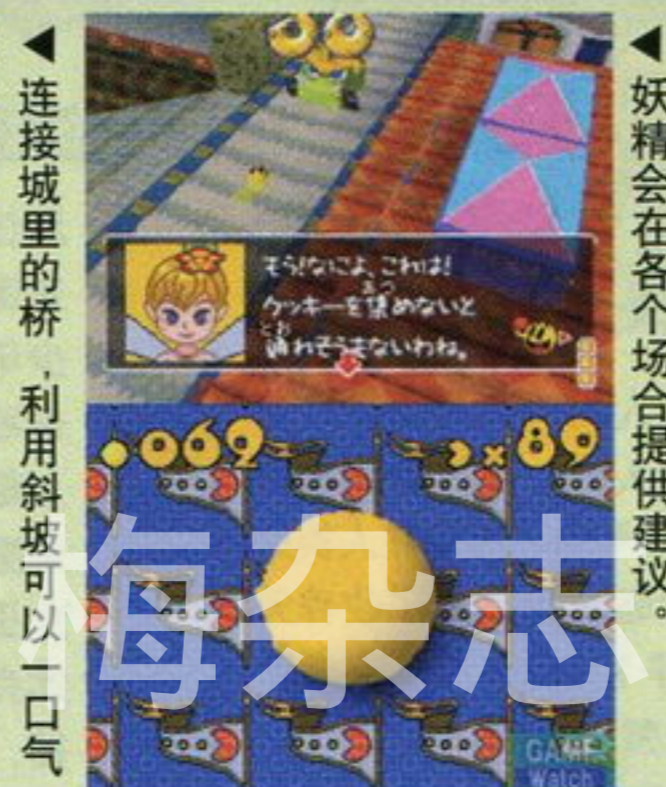 妖精会在各个场合提供建议。
连接城里的桥，利用斜坡可以一口气
そう!なによ、これは!
クッキーを集めないと
通れそうもないわね。
069
×89
梅杂志
GAME
Watch